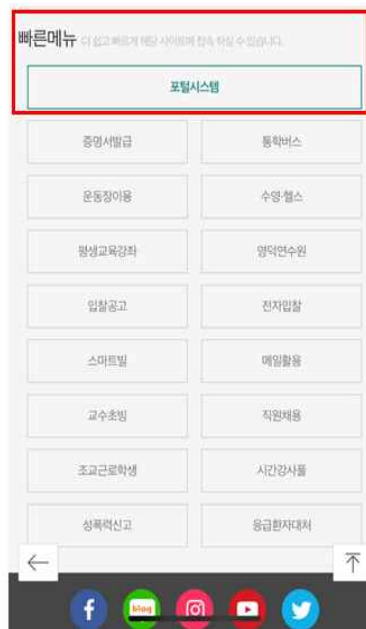 빠른메뉴 더 쉽고 빠르게 해당 사이트에 접속 하실 수 있습니다.
포털시스템
증명서발급 통학버스
운동장이용 수영·헬스
평생교육강좌 영덕연수원
입찰공고 전자입찰
스마트빌 메일활용
교수초빙 직원채용
조교근로학생 시간강사풀
성폭력신고 응급환자대처
f blog